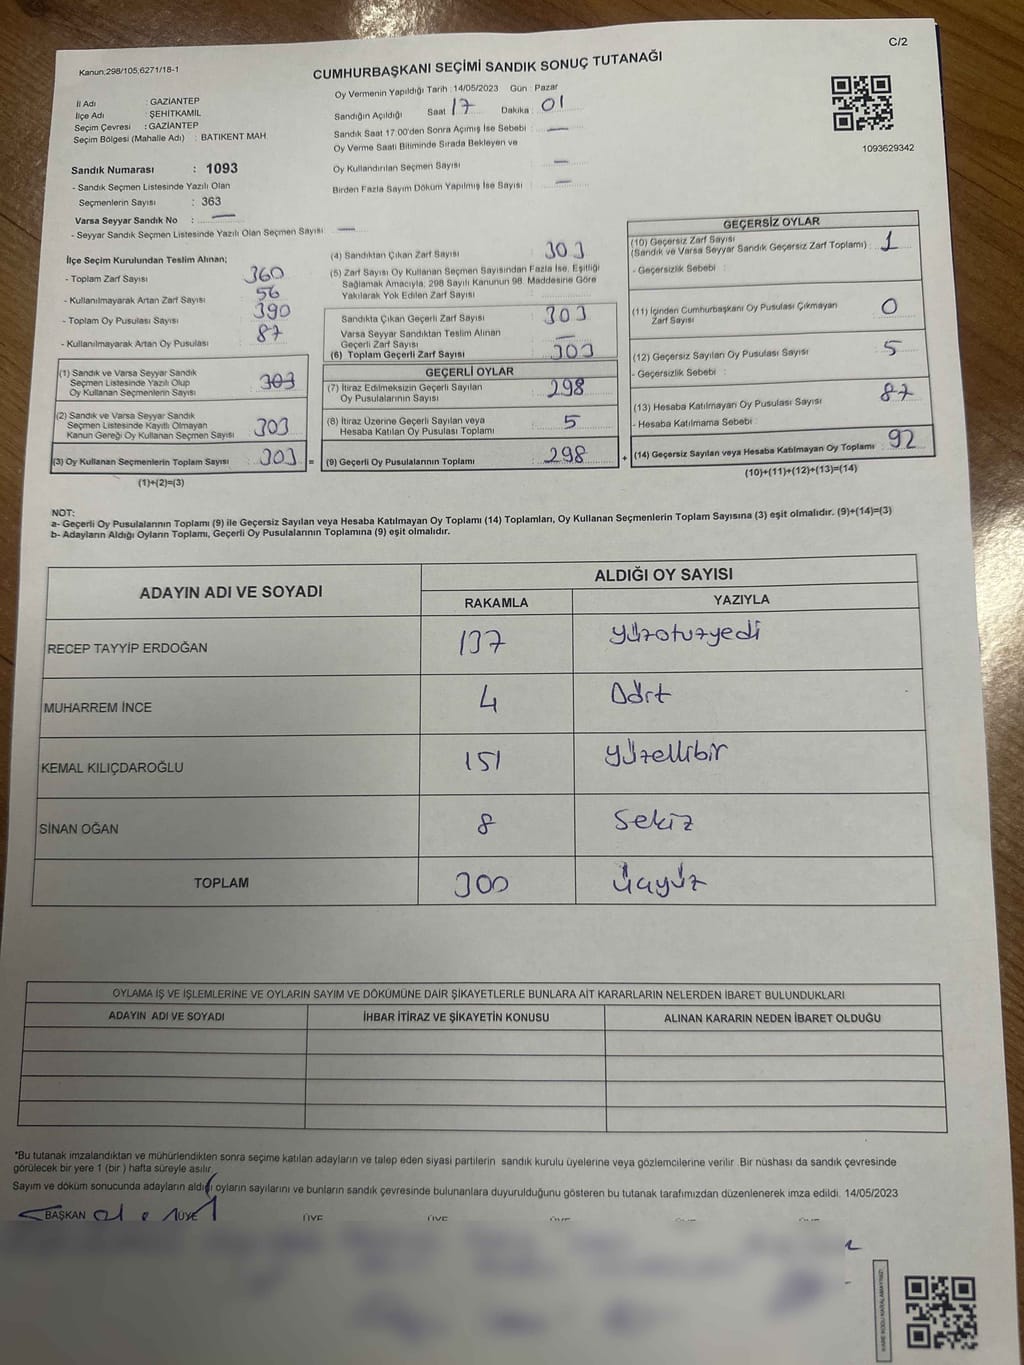 C/2
Kanun;298/105,6271/18-1
CUMHURBAŞKANI SEÇİMİ SANDIK SONUÇ TUTANAĞI
İl Adı : GAZİANTEP
İlçe Adı : ŞEHİTKAMİL
Seçim Çevresi : GAZİANTEP
Seçim Bölgesi (Mahalle Adı) : BATIKENT MAH
Oy Vermenin Yapıldığı Tarih : 14/05/2023 Gün : Pazar
Sandığın Açıldığı Saat 17 Dakika 01
Sandık Saat 17:00'den Sonra Açımış İse Sebebi : —
Oy Verme Saati Bitiminde Sırada Bekleyen ve
Oy Kullandırılan Seçmen Sayısı —
Birden Fazla Sayım Döküm Yapılmış İse Sayısı —
1093629342
Sandık Numarası : 1093
- Sandık Seçmen Listesinde Yazılı Olan
Seçmenlerin Sayısı : 363
Varsa Seyyar Sandık No : —
- Seyyar Sandık Seçmen Listesinde Yazılı Olan Seçmen Sayısı —
İlçe Seçim Kurulundan Teslim Alınan;
- Toplam Zarf Sayısı 360
- Kullanılmayarak Artan Zarf Sayısı 56
- Toplam Oy Pusulası Sayısı 390
- Kullanılmayarak Artan Oy Pusulası 87
(1) Sandık ve Varsa Seyyar Sandık
Seçmen Listesinde Yazılı Olup
Oy Kullanan Seçmenlerin Sayısı 303
(2) Sandık ve Varsa Seyyar Sandık
Seçmen Listesinde Kayıtlı Olmayan
Kanun Gereği Oy Kullanan Seçmen Sayısı 303
(3) Oy Kullanan Seçmenlerin Toplam Sayısı 303 =
(1)+(2)=(3)
(4) Sandıktan Çıkan Zarf Sayısı 303
(5) Zarf Sayısı Oy Kullanan Seçmen Sayısından Fazla İse, Eşitliği
Sağlamak Amacıyla, 298 Sayılı Kanunun 98. Maddesine Göre
Yakılarak Yok Edilen Zarf Sayısı
Sandıkta Çıkan Geçerli Zarf Sayısı 303
Varsa Seyyar Sandıktan Teslim Alınan
Geçerli Zarf Sayısı —
(6) Toplam Geçerli Zarf Sayısı 303
GEÇERLİ OYLAR
(7) İtiraz Edilmeksizin Geçerli Sayılan
Oy Pusulalarının Sayısı 298
(8) İtiraz Üzerine Geçerli Sayılan veya
Hesaba Katılan Oy Pusulası Toplamı 5
(9) Geçerli Oy Pusulalarının Toplamı 298 +
GEÇERSİZ OYLAR
(10) Geçersiz Zarf Sayısı
(Sandık ve Varsa Seyyar Sandık Geçersiz Zarf Toplamı) : 1
- Geçersizlik Sebebi :
(11) İçinden Cumhurbaşkanı Oy Pusulası Çıkmayan
Zarf Sayısı 0
(12) Geçersiz Sayılan Oy Pusulası Sayısı 5
- Geçersizlik Sebebi :
(13) Hesaba Katılmayan Oy Pusulası Sayısı 87
- Hesaba Katılmama Sebebi :
(14) Geçersiz Sayılan veya Hesaba Katılmayan Oy Toplamı 92
(10)+(11)+(12)+(13)=(14)
NOT:
a- Geçerli Oy Pusulalarının Toplamı (9) ile Geçersiz Sayılan veya Hesaba Katılmayan Oy Toplamı (14) Toplamları, Oy Kullanan Seçmenlerin Toplam Sayısına (3) eşit olmalıdır. (9)+(14)=(3)
b- Adayların Aldığı Oyların Toplamı, Geçerli Oy Pusulalarının Toplamına (9) eşit olmalıdır.
ADAYIN ADI VE SOYADI ALDIĞI OY SAYISI
RAKAMLA YAZIYLA
RECEP TAYYİP ERDOĞAN 137 yüzotuzyedi
MUHARREM İNCE 4 Dört
KEMAL KILIÇDAROĞLU 151 yüzellibir
SİNAN OĞAN 8 sekiz
TOPLAM 300 üçyüz
OYLAMA İŞ VE İŞLEMLERİNE VE OYLARIN SAYIM VE DÖKÜMÜNE DAİR ŞİKAYETLERLE BUNLARA AİT KARARLARIN NELERDEN İBARET BULUNDUKLARI
ADAYIN ADI VE SOYADI İHBAR İTİRAZ VE ŞİKAYETİN KONUSU ALINAN KARARIN NEDEN İBARET OLDUĞU
*Bu tutanak imzalandıktan ve mühürlendikten sonra seçime katılan adayların ve talep eden siyasi partilerin sandık kurulu üyelerine veya gözlemcilerine verilir. Bir nüshası da sandık çevresinde
görülecek bir yere 1 (bir) hafta süreyle asılır.
Sayım ve döküm sonucunda adayların aldığı oyların sayılarını ve bunların sandık çevresinde bulunanlara duyurulduğunu gösteren bu tutanak tarafımızdan düzenlenerek imza edildi. 14/05/2023
BAŞKAN ÜYE ÜYE ÜYE